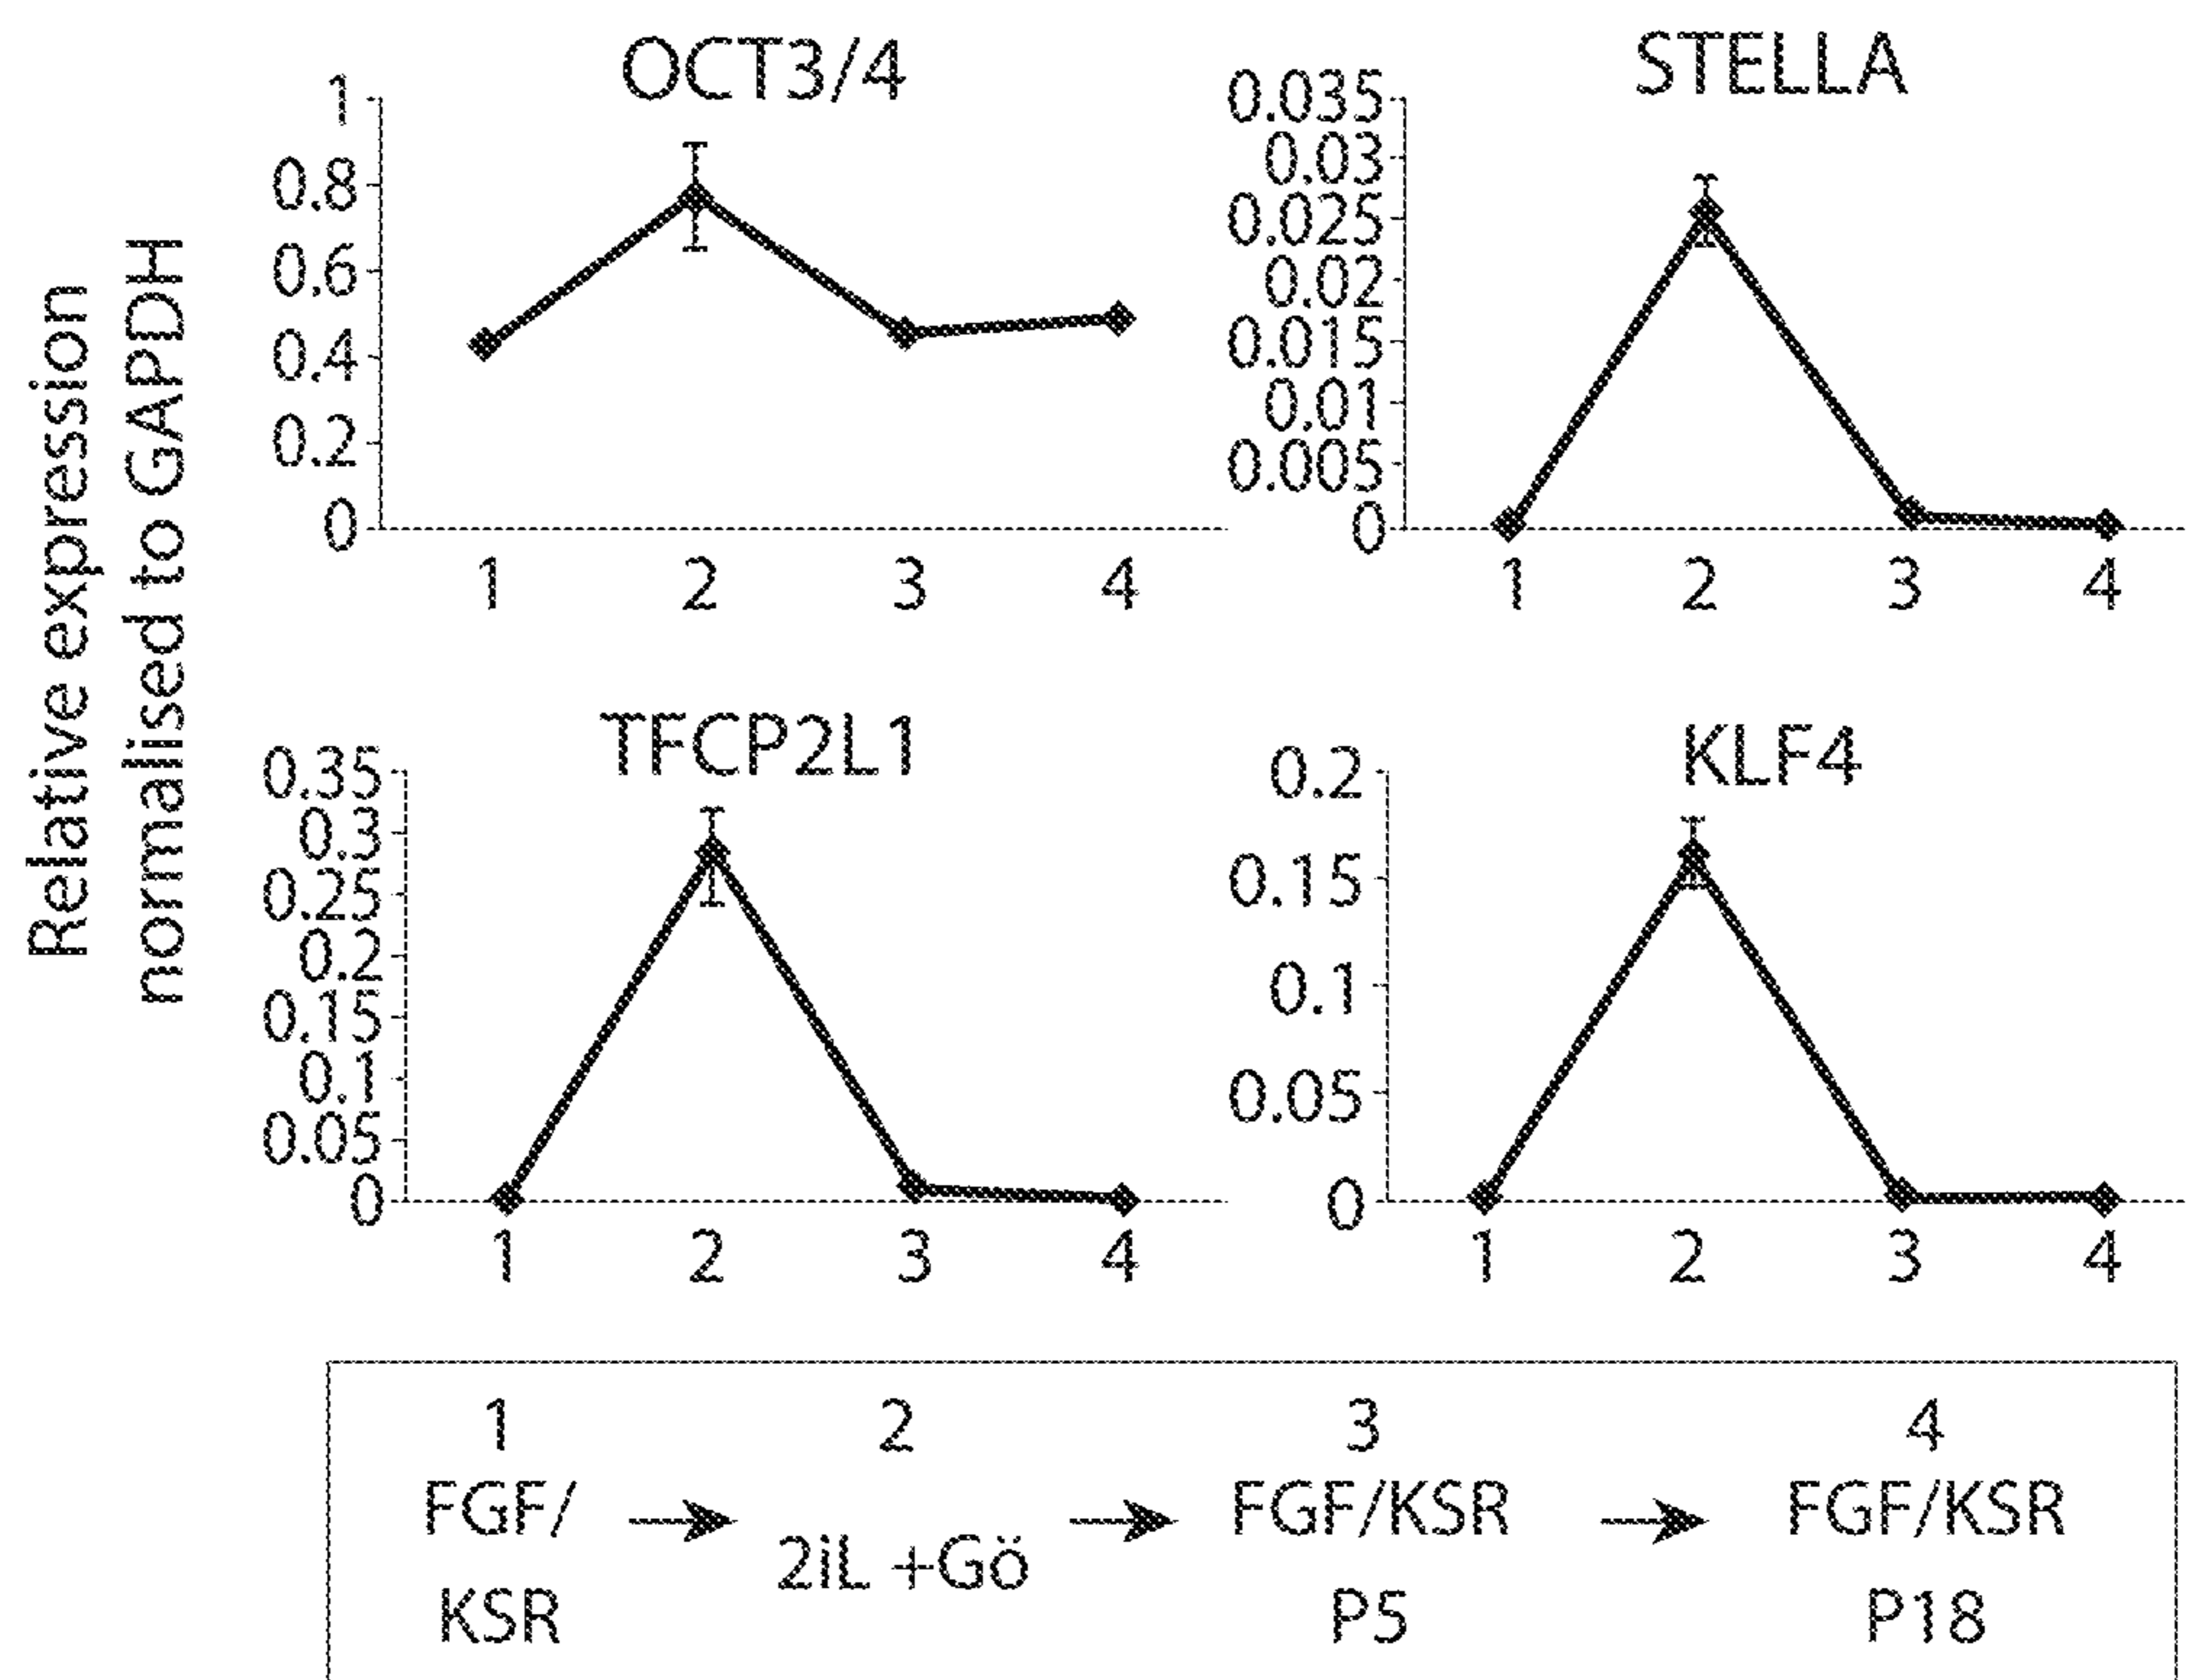 Relative expression
normalised to GAPDH
OCT3/4
1
0.8
0.6
0.4
0.2
0
1 2 3 4
STELLA
0.035
0.03
0.025
0.02
0.015
0.01
0.005
0
1 2 3 4
TFCP2L1
0.35
0.3
0.25
0.2
0.15
0.1
0.05
0
1 2 3 4
KLF4
0.2
0.15
0.1
0.05
0
1 2 3 4
1 2 3 4
FGF/ → 2iL +Gö → FGF/KSR → FGF/KSR
KSR P5 P18